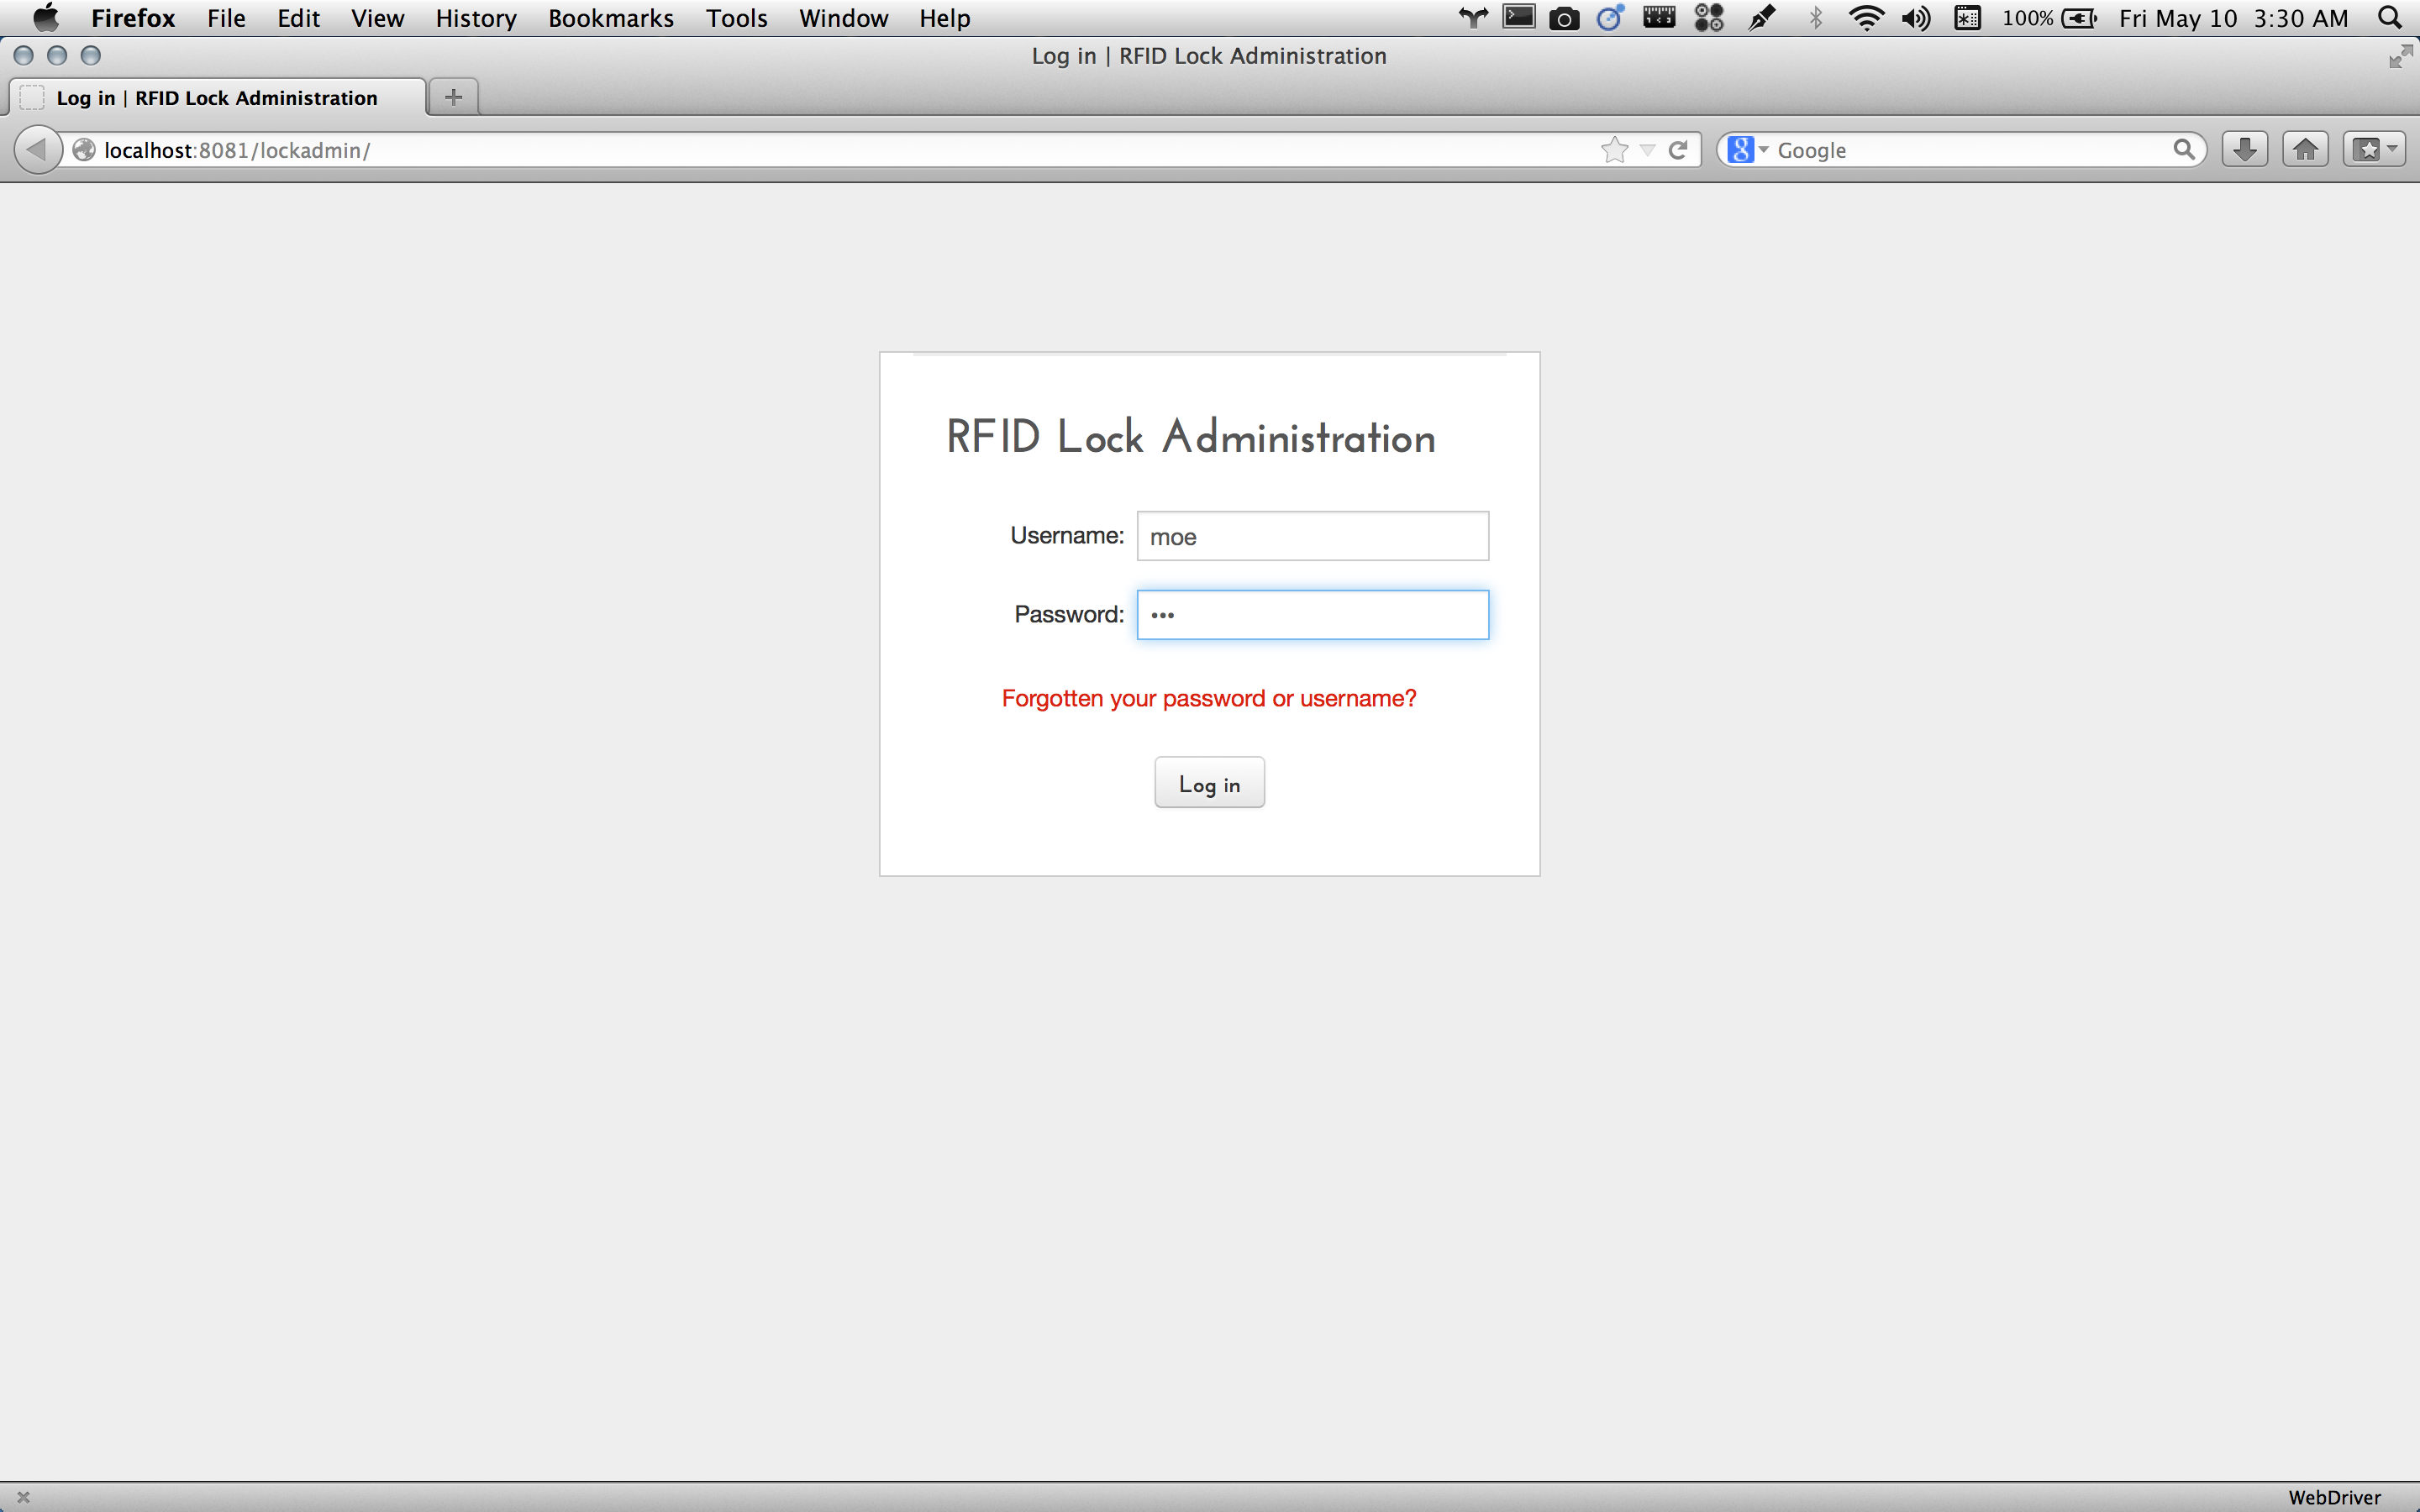 Firefox File Edit View History Bookmarks Tools Window Help 100% Fri May 10 3:30 AM
Log in | RFID Lock Administration
Log in | RFID Lock Administration
localhost:8081/lockadmin/ Google
RFID Lock Administration
Username: moe
Password: •••
Forgotten your password or username?
Log in
WebDriver